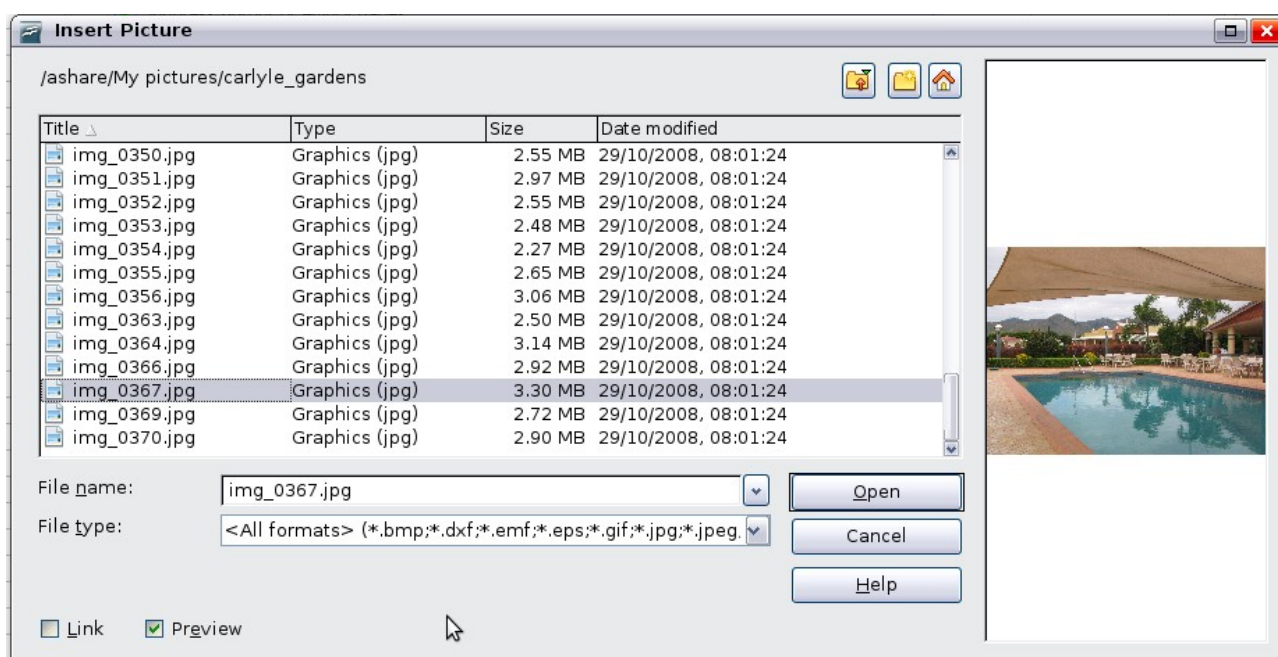 Insert Picture
/ashare/My pictures/carlyle_gardens
Title Type Size Date modified
img_0350.jpg Graphics (jpg) 2.55 MB 29/10/2008, 08:01:24
img_0351.jpg Graphics (jpg) 2.97 MB 29/10/2008, 08:01:24
img_0352.jpg Graphics (jpg) 2.55 MB 29/10/2008, 08:01:24
img_0353.jpg Graphics (jpg) 2.48 MB 29/10/2008, 08:01:24
img_0354.jpg Graphics (jpg) 2.27 MB 29/10/2008, 08:01:24
img_0355.jpg Graphics (jpg) 2.65 MB 29/10/2008, 08:01:24
img_0356.jpg Graphics (jpg) 3.06 MB 29/10/2008, 08:01:24
img_0363.jpg Graphics (jpg) 2.50 MB 29/10/2008, 08:01:24
img_0364.jpg Graphics (jpg) 3.14 MB 29/10/2008, 08:01:24
img_0366.jpg Graphics (jpg) 2.92 MB 29/10/2008, 08:01:24
img_0367.jpg Graphics (jpg) 3.30 MB 29/10/2008, 08:01:24
img_0369.jpg Graphics (jpg) 2.72 MB 29/10/2008, 08:01:24
img_0370.jpg Graphics (jpg) 2.90 MB 29/10/2008, 08:01:24
File name: img_0367.jpg Open
File type: <All formats> (*.bmp;*.dxf;*.emf;*.eps;*.gif;*.jpg;*.jpeg, Cancel
Help
Link Preview